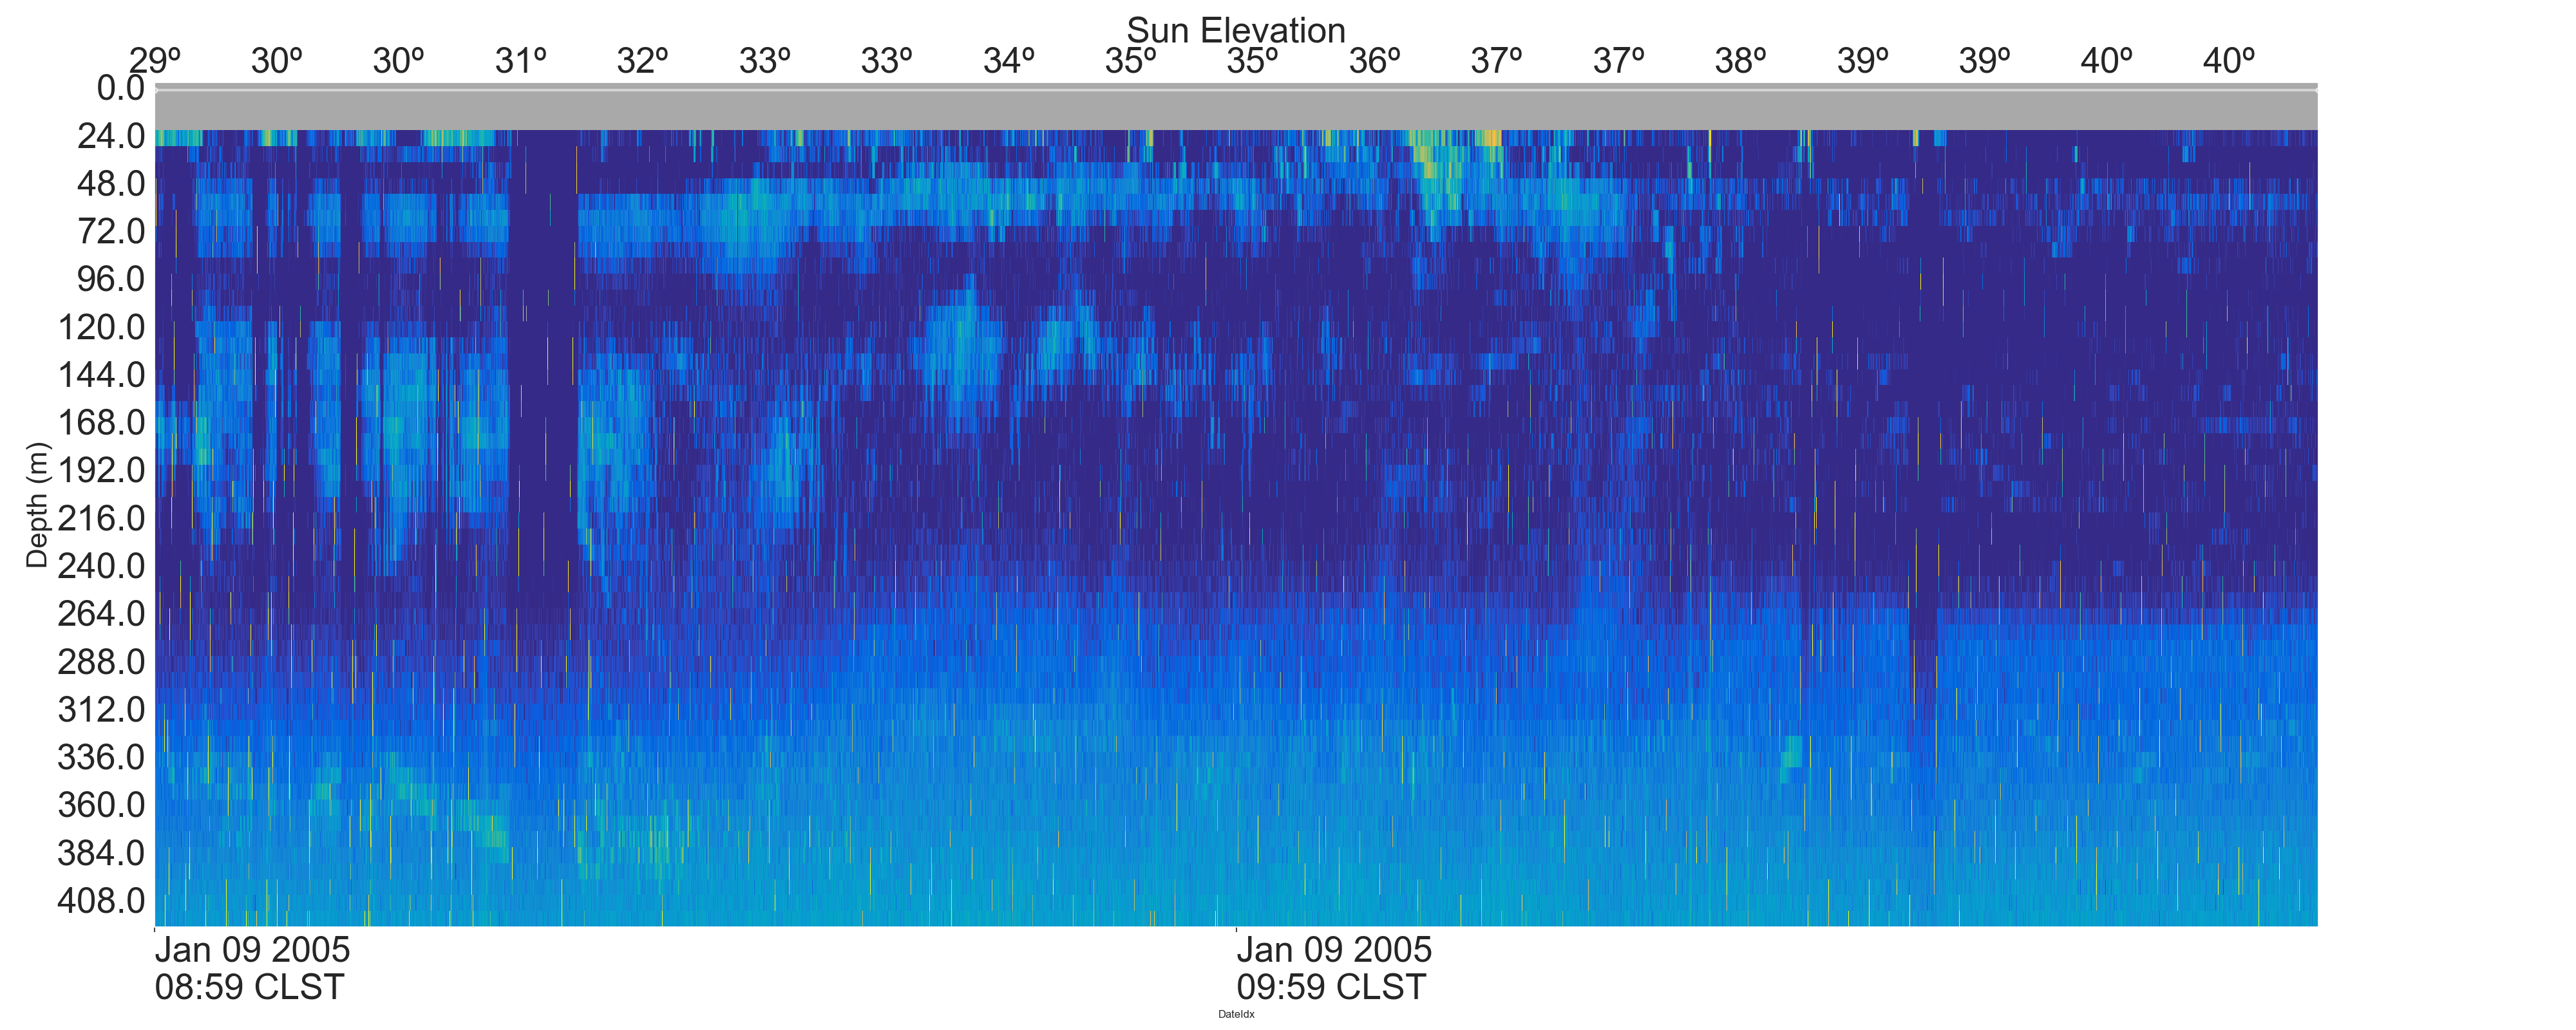 Sun Elevation
29º 30º 30º 31º 32º 33º 33º 34º 35º 35º 36º 37º 37º 38º 39º 39º 40º 40º
0.0
24.0
48.0
72.0
96.0
120.0
144.0
168.0
192.0
216.0
240.0
264.0
288.0
312.0
336.0
360.0
384.0
408.0
Depth (m)
Jan 09 2005
08:59 CLST
Jan 09 2005
09:59 CLST
DateIdx